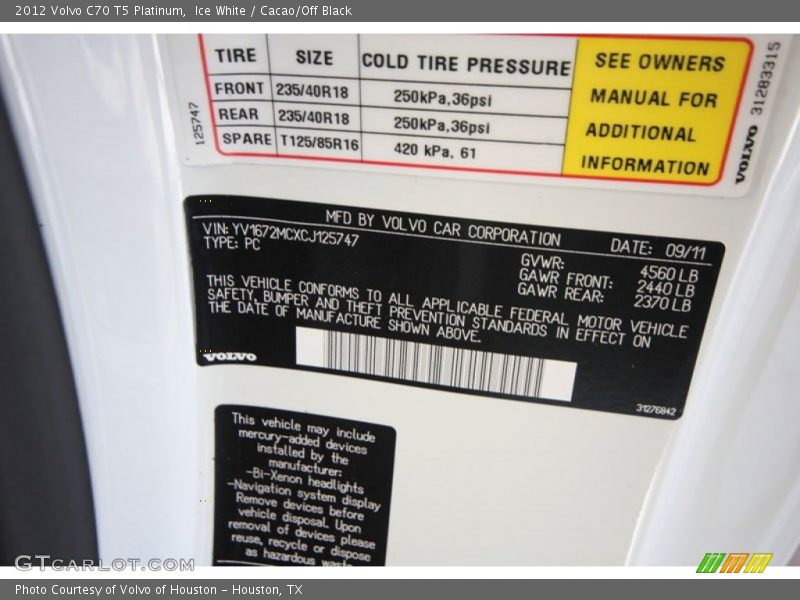 2012 Volvo C70 T5 Platinum,  Ice White / Cacao/Off Black
TIRE SIZE COLD TIRE PRESSURE
FRONT 235/40R18 250kPa,36psi
REAR 235/40R18 250kPa,36psi
SPARE T125/85R16 420 kPa, 61
SEE OWNERS
MANUAL FOR
ADDITIONAL
INFORMATION
125747
VOLVO 31283315
MFD BY VOLVO CAR CORPORATION DATE: 09/11
VIN: YV1672MCXCJ125747
TYPE: PC
GVWR: 4560 LB
GAWR FRONT: 2440 LB
GAWR REAR: 2370 LB
THIS VEHICLE CONFORMS TO ALL APPLICABLE FEDERAL MOTOR VEHICLE
SAFETY, BUMPER AND THEFT PREVENTION STANDARDS IN EFFECT ON
THE DATE OF MANUFACTURE SHOWN ABOVE.
VOLVO
31276842
This vehicle may include
mercury-added devices
installed by the
manufacturer:
-Bi-Xenon headlights
-Navigation system display
Remove devices before
vehicle disposal. Upon
removal of devices please
reuse, recycle or dispose
as hazardous waste
GTCARLOT.COM
Photo Courtesy of Volvo of Houston - Houston, TX